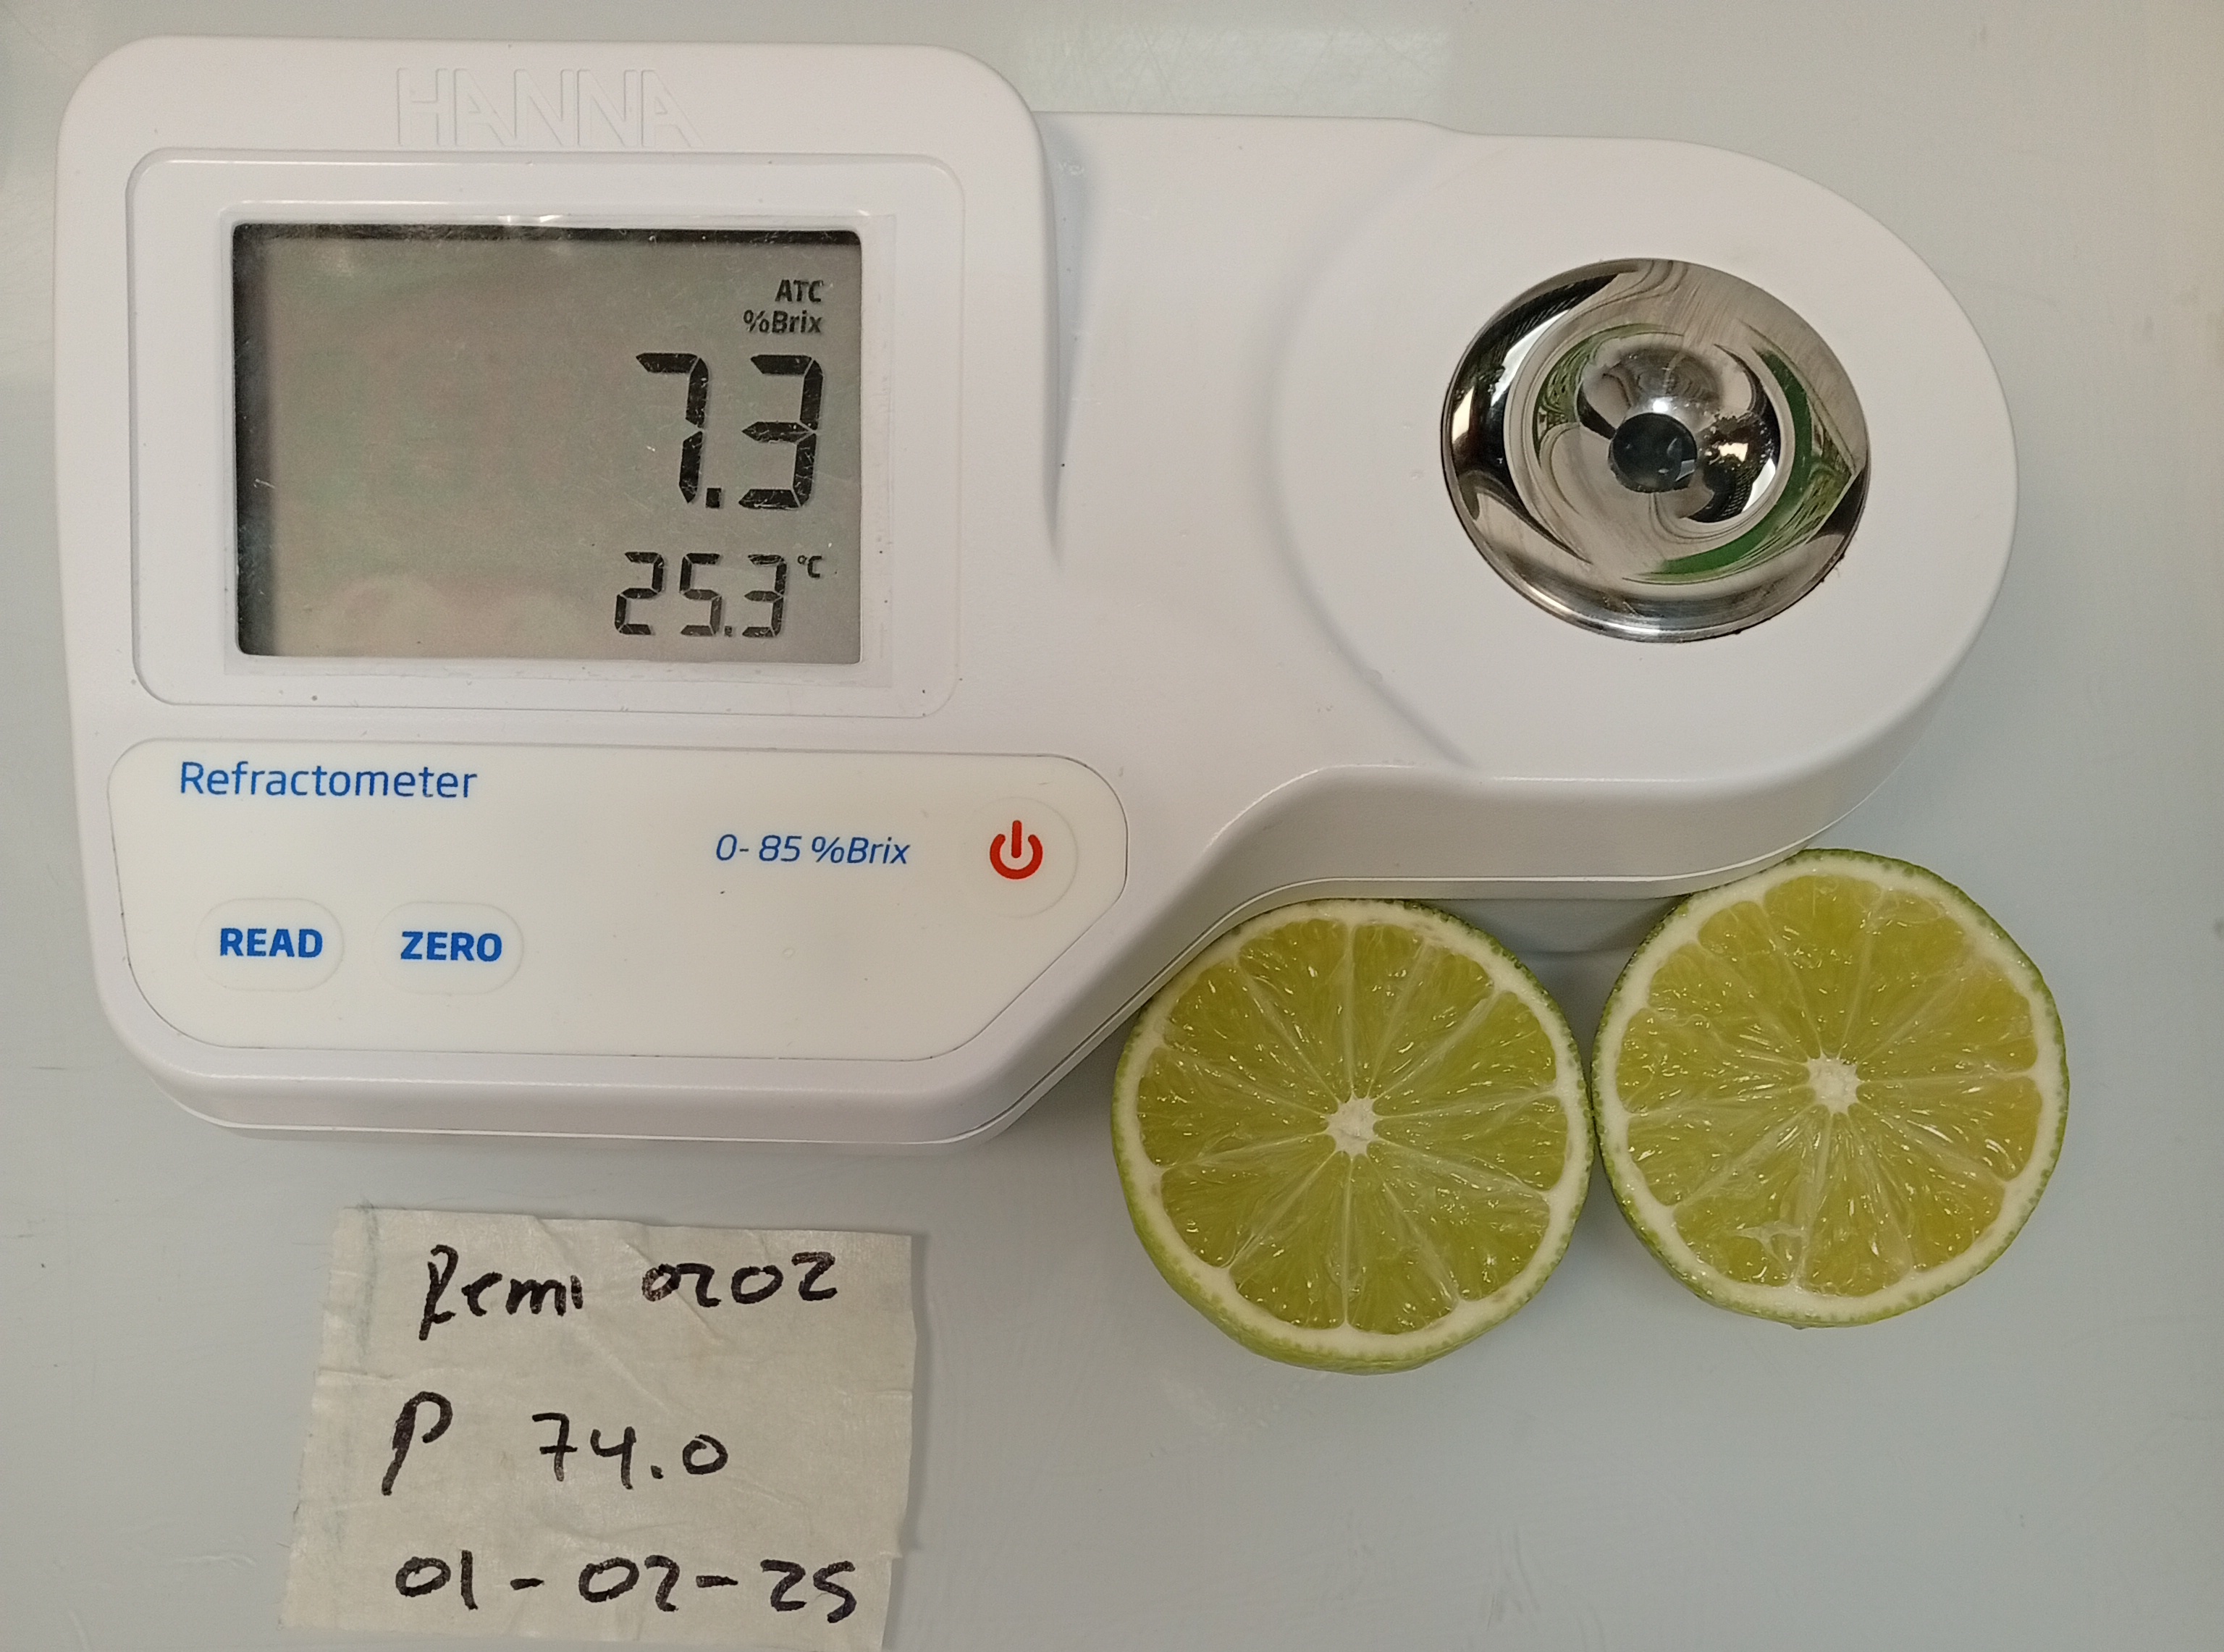 HANNA
ATC
%Brix
7.3
25.3 °C
Refractometer
0-85 %Brix
READ ZERO
Remi 0202
P 74.0
01-02-25